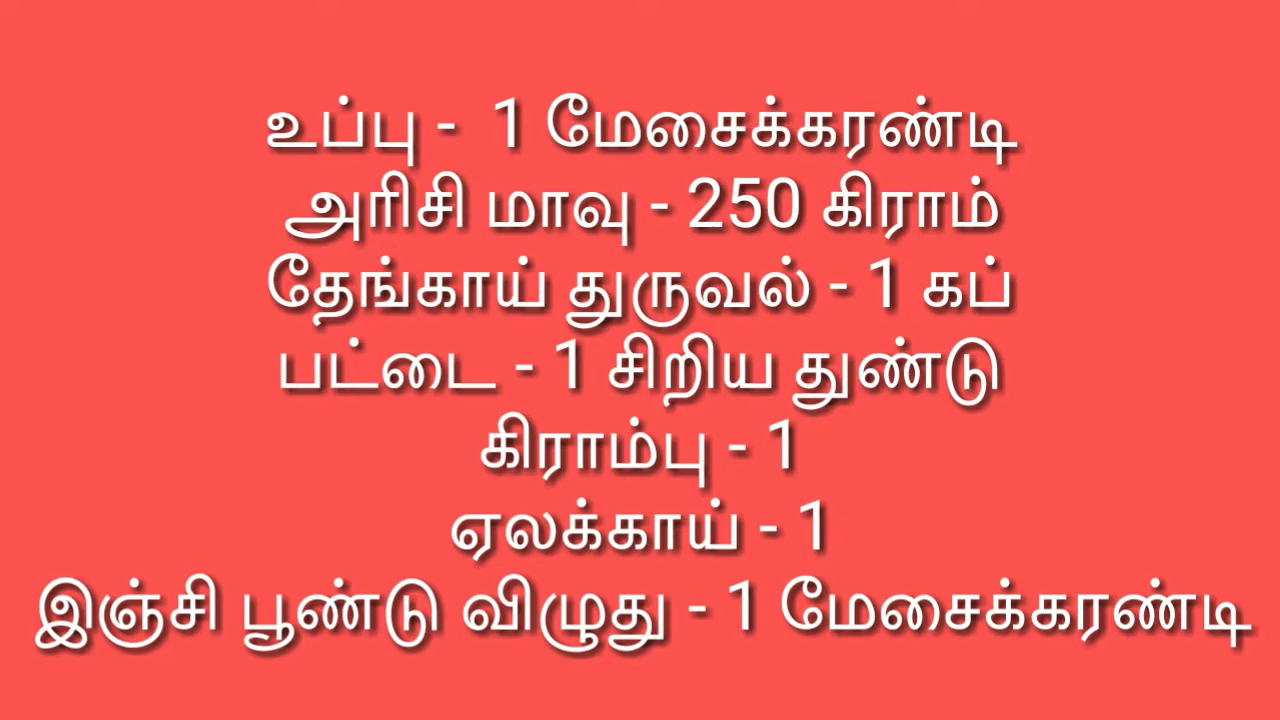 உப்பு - 1 மேசைக்கரண்டி
அரிசி மாவு - 250 கிராம்
தேங்காய் துருவல் - 1 கப்
பட்டை - 1 சிறிய துண்டு
கிராம்பு - 1
ஏலக்காய் - 1
இஞ்சி பூண்டு விழுது - 1 மேசைக்கரண்டி